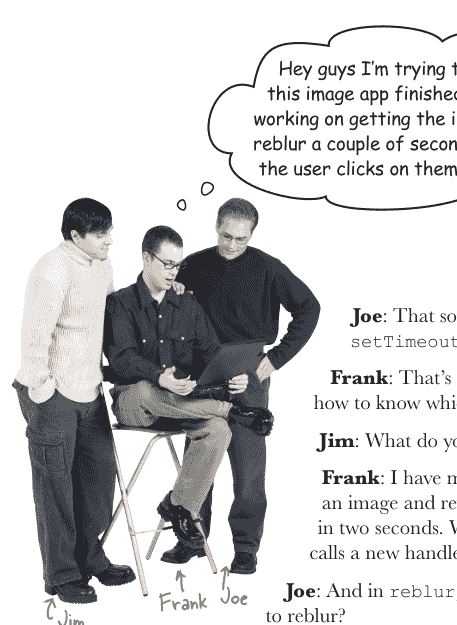 Hey guys I'm trying t
this image app finished
working on getting the i
reblur a couple of secon
the user clicks on them
Joe: That so
setTimeout
Frank: That's
how to know whic
Jim: What do yo
Frank: I have m
an image and re
in two seconds. W
calls a new handle
Joe: And in reblur,
to reblur?
Frank Joe
Jim